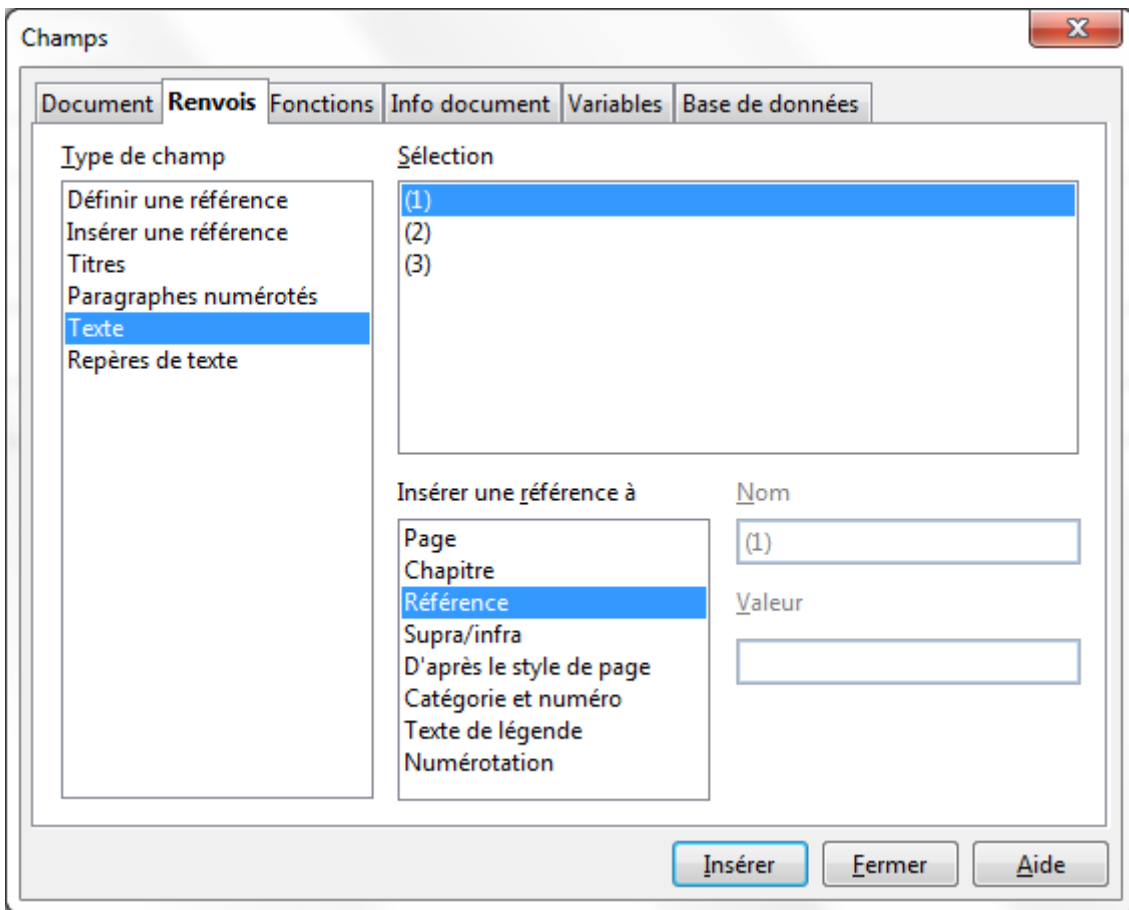 Champs
Document Renvois Fonctions Info document Variables Base de données
Type de champ
Définir une référence
Insérer une référence
Titres
Paragraphes numérotés
Texte
Repères de texte
Sélection
(1)
(2)
(3)
Insérer une référence à
Page
Chapitre
Référence
Supra/infra
D'après le style de page
Catégorie et numéro
Texte de légende
Numérotation
Nom
(1)
Valeur
Insérer Fermer Aide